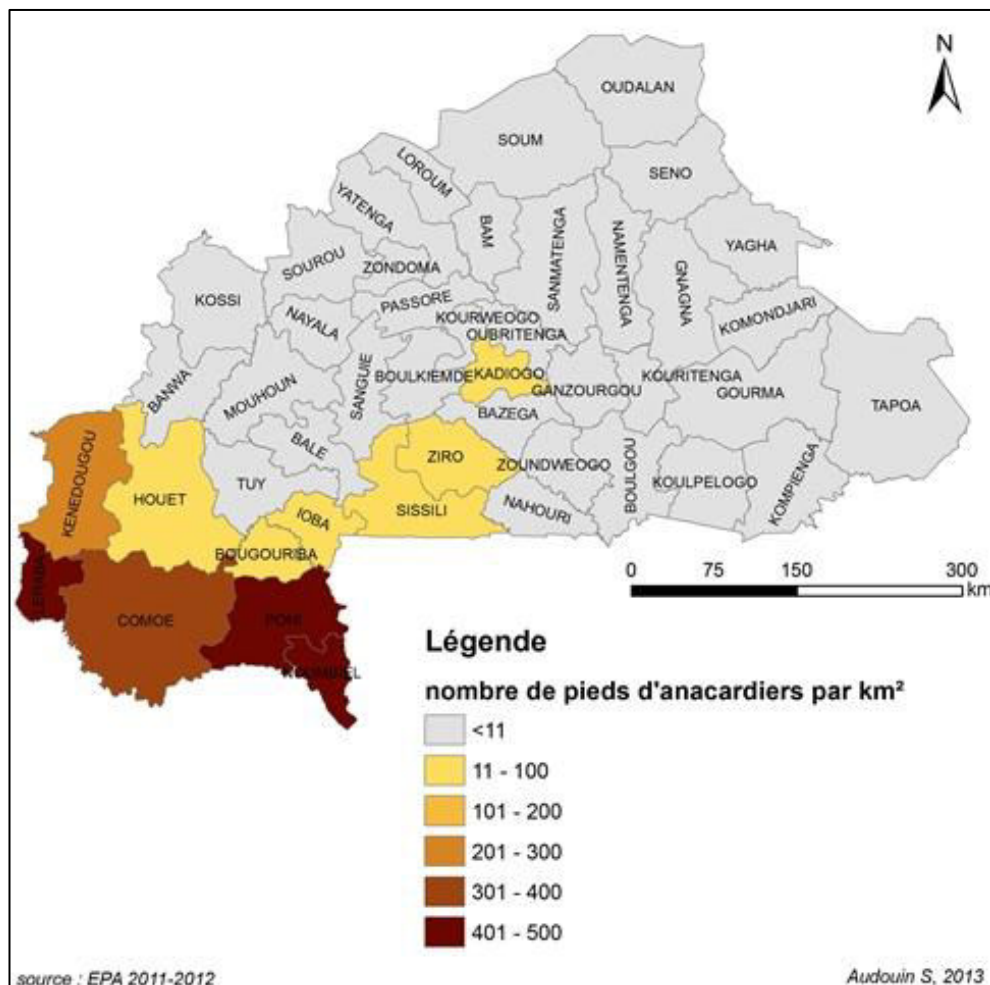 N
OUDALAN
SOUM
SENO
LOROUM
YATENGA
BAM
SANMATENGA
NAMENTENGA
GNAGNA
YAGHA
SOUROU
ZONDOMA
KOSSI
PASSORE
KOMONDJARI
NAYALA
KOURWEOGO
OUBRITENGA
BANWA
MOUHOUN
SANGUIE
BOULKIEMDE
KADIOGO
GANZOURGOU
KOURITENGA
GOURMA
TAPOA
BAZEGA
BALE
ZIRO
ZOUNDWEOGO
BOULGOU
KOULPELOGO
KOMPIENGA
KENEDOUGOU
HOUET
TUY
SISSILI
NAHOURI
IOBA
BOUGOURIBA
LERABA
COMOE
PONI
NOUMBIEL
0 75 150 300
km
Légende
nombre de pieds d'anacardiers par km²
<11
11 - 100
101 - 200
201 - 300
301 - 400
401 - 500
source : EPA 2011-2012
Audouin S, 2013